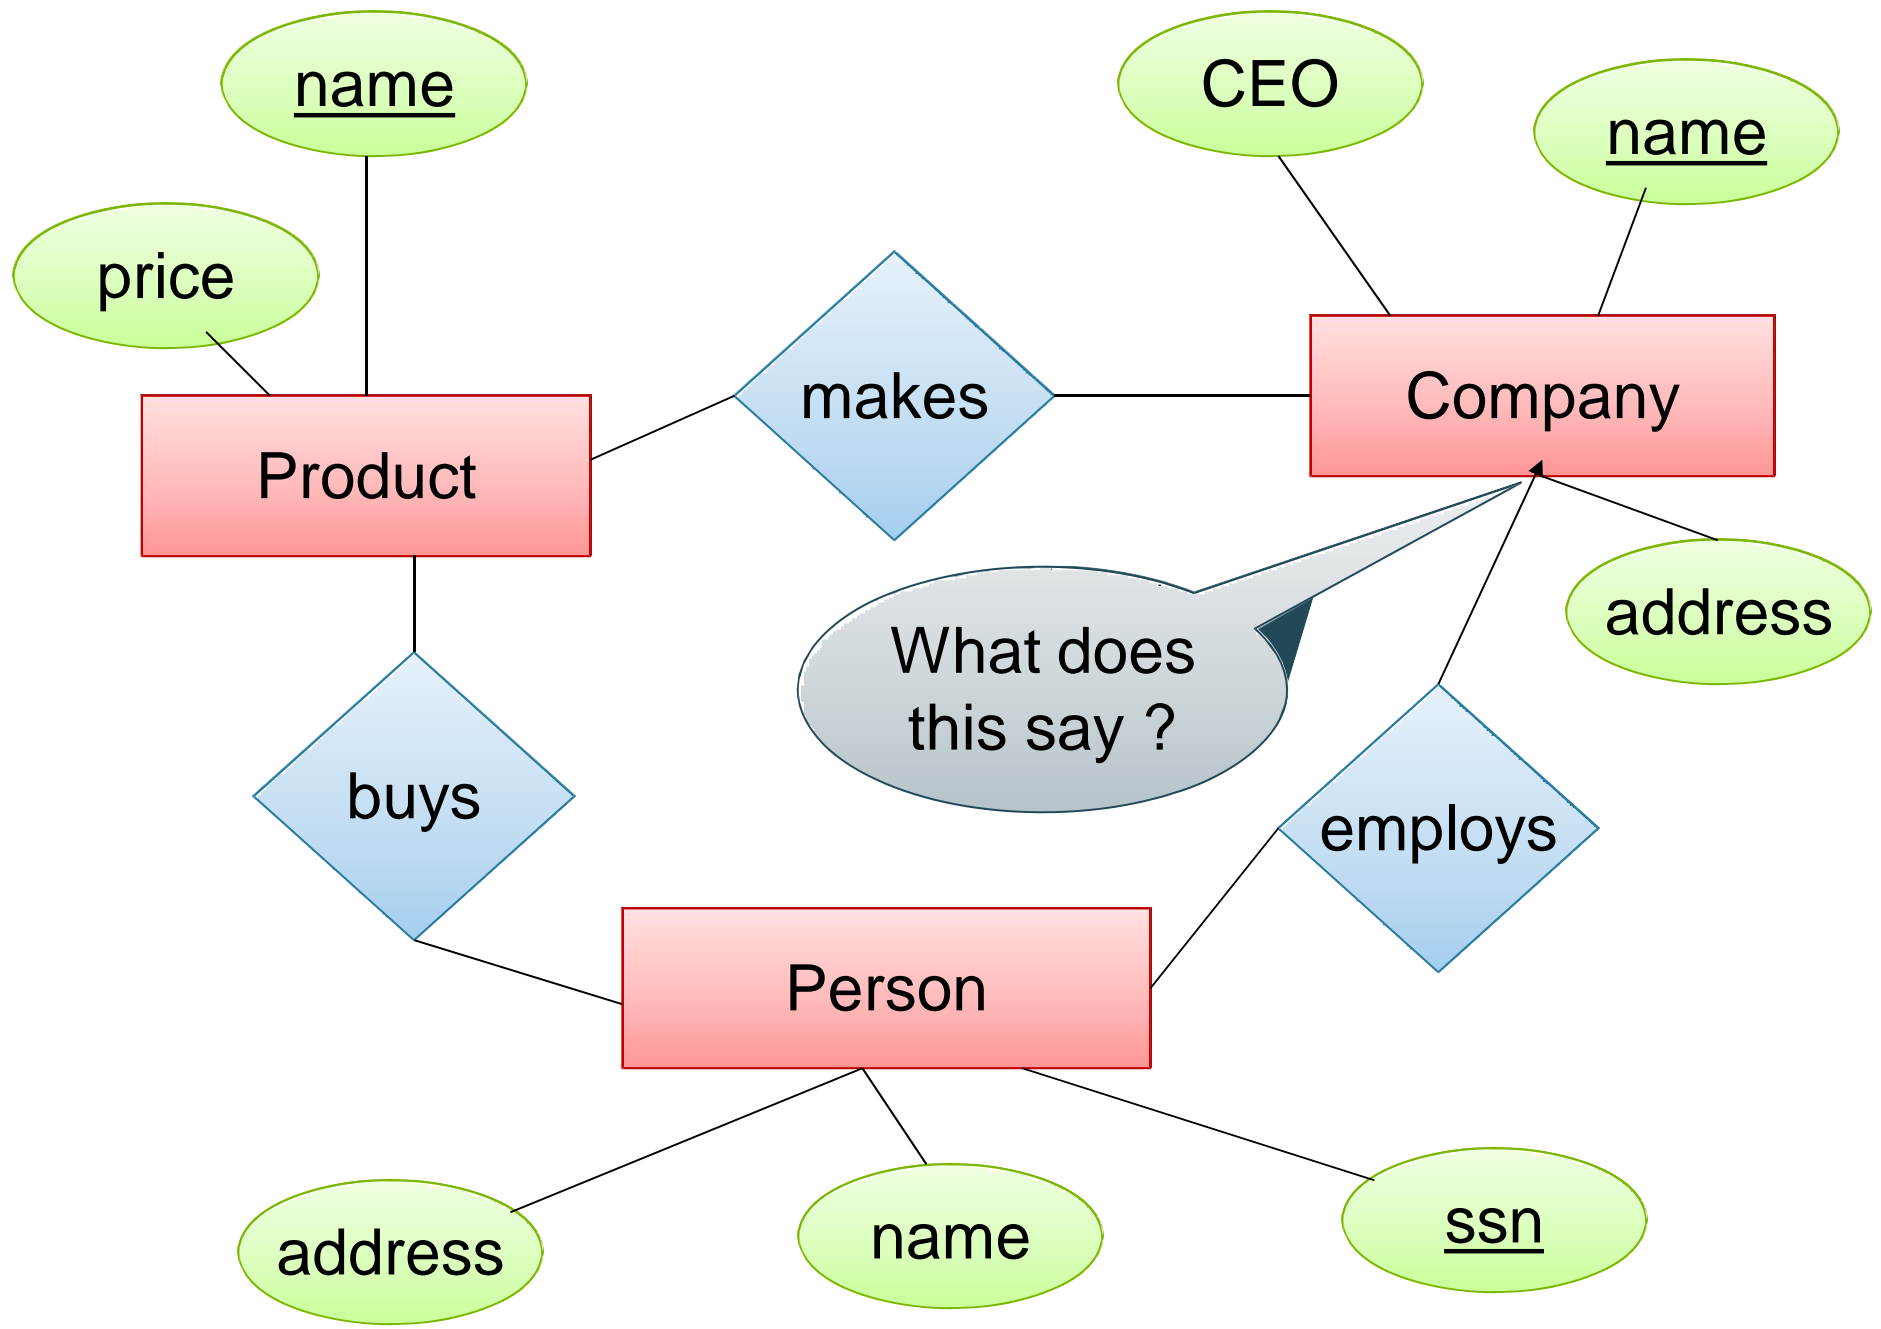 name
CEO
name
price
makes
Company
Product
address
What does
this say ?
buys
employs
Person
address
name
ssn